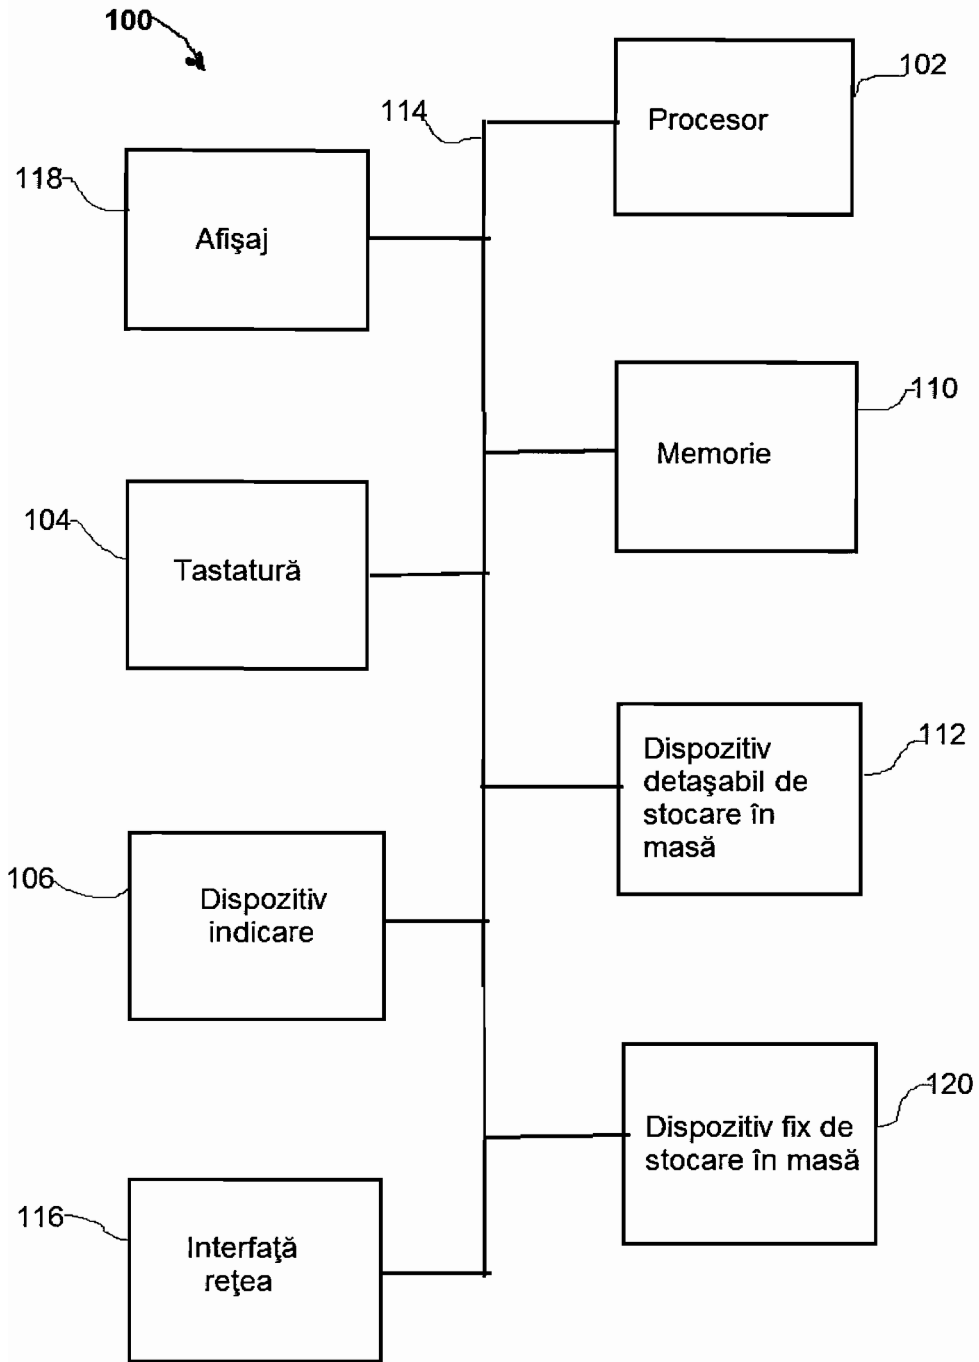 100
102
114
Procesor
118
Afişaj
110
Memorie
104
Tastatură
112
Dispozitiv
detaşabil de
stocare în
masă
106
Dispozitiv
indicare
120
Dispozitiv fix de
stocare în masă
116
Interfaţă
reţea